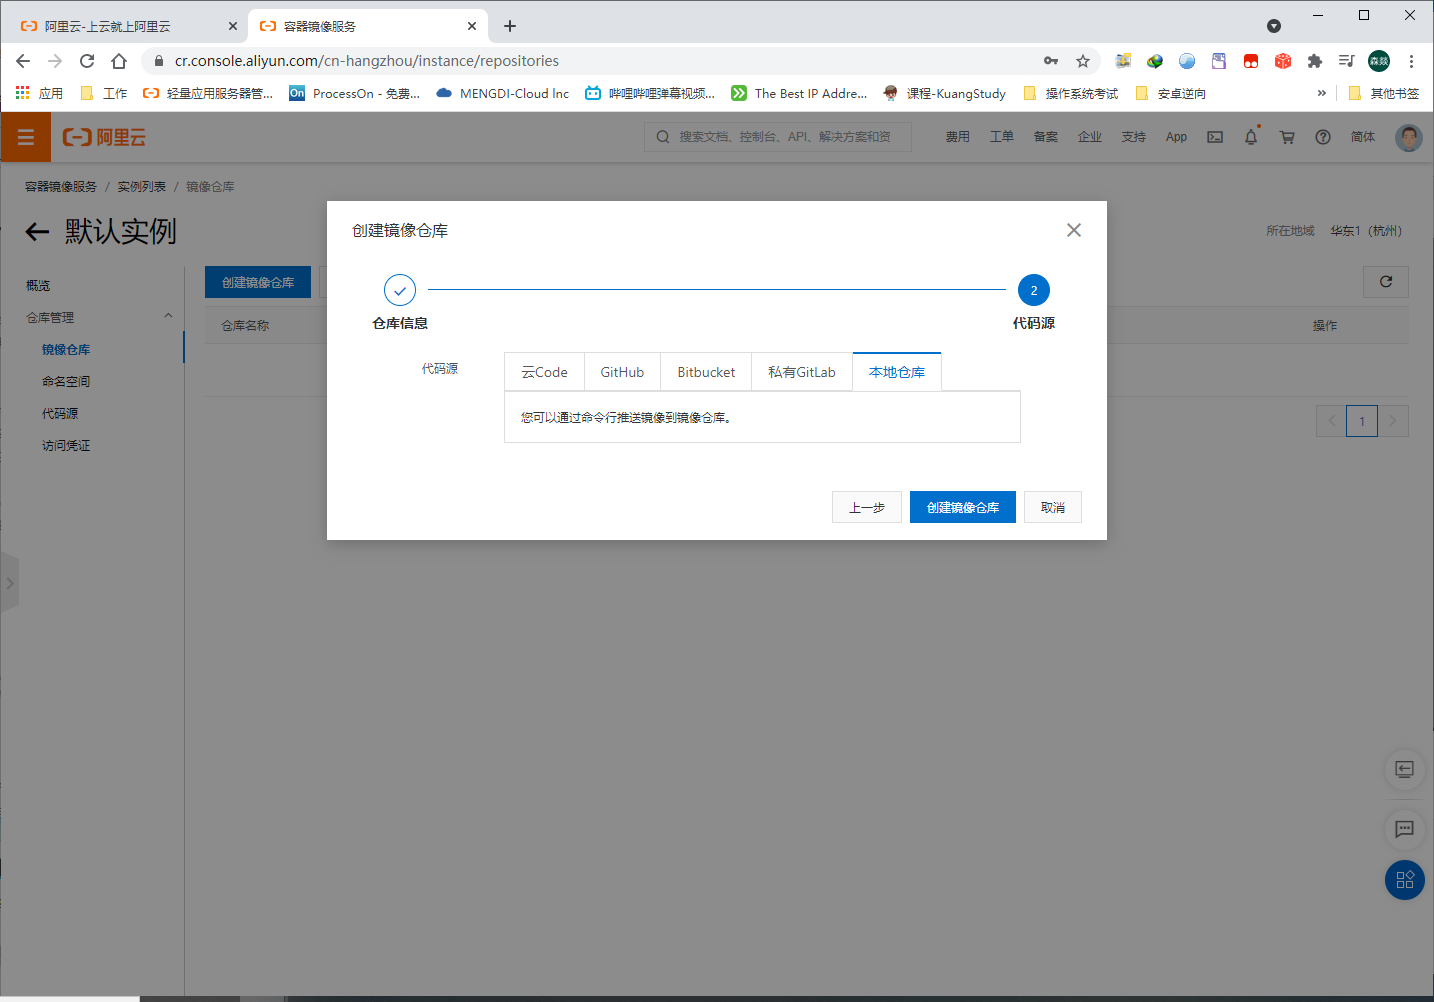 阿里云-上云就上阿里云
容器镜像服务
cr.console.aliyun.com/cn-hangzhou/instance/repositories
森燚
应用
工作
轻量应用服务器管...
On ProcessOn - 免费...
MENGDI-Cloud Inc
哔哩哔哩弹幕视频...
The Best IP Addre...
课程-KuangStudy
操作系统考试
安卓逆向
»
其他书签
阿里云
搜索文档、控制台、API、解决方案和资
费用
工单
备案
企业
支持
App
简体
容器镜像服务 / 实例列表 / 镜像仓库
默认实例
所在地域 华东1（杭州）
概览
仓库管理
镜像仓库
命名空间
代码源
访问凭证
创建镜像仓库
仓库名称
操作
1
创建镜像仓库
2
仓库信息
代码源
代码源
云Code
GitHub
Bitbucket
私有GitLab
本地仓库
您可以通过命令行推送镜像到镜像仓库。
上一步
创建镜像仓库
取消